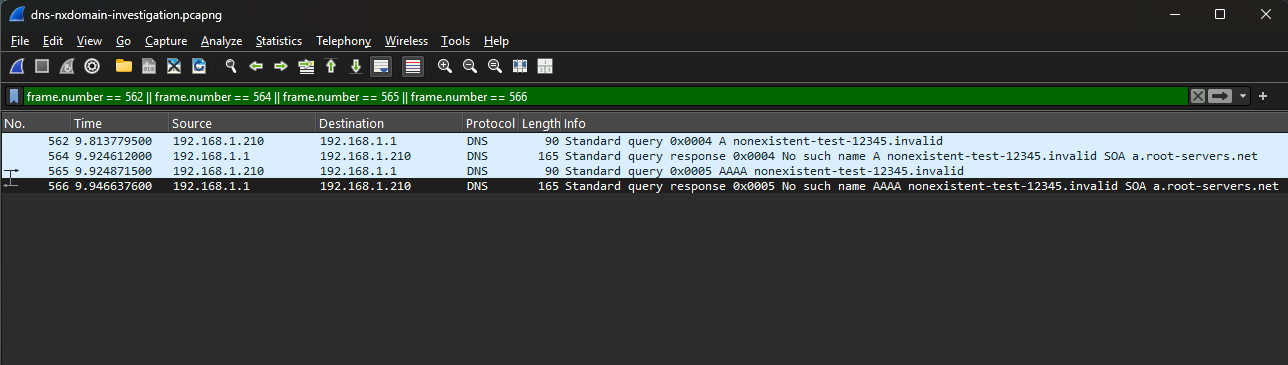 dns-nxdomain-investigation.pcapng
File Edit View Go Capture Analyze Statistics Telephony Wireless Tools Help
frame.number == 562 || frame.number == 564 || frame.number == 565 || frame.number == 566
No. Time Source Destination Protocol Length Info
562 9.813779500 192.168.1.210 192.168.1.1 DNS 90 Standard query 0x0004 A nonexistent-test-12345.invalid
564 9.924612000 192.168.1.1 192.168.1.210 DNS 165 Standard query response 0x0004 No such name A nonexistent-test-12345.invalid SOA a.root-servers.net
565 9.924871500 192.168.1.210 192.168.1.1 DNS 90 Standard query 0x0005 AAAA nonexistent-test-12345.invalid
566 9.946637600 192.168.1.1 192.168.1.210 DNS 165 Standard query response 0x0005 No such name AAAA nonexistent-test-12345.invalid SOA a.root-servers.net